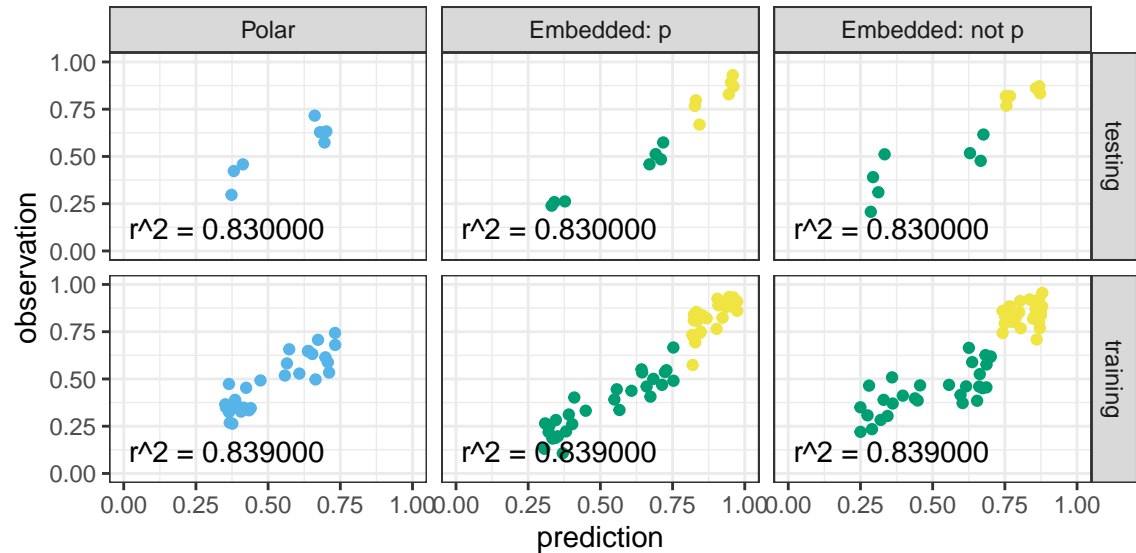 Polar
Embedded: p
Embedded: not p
1.00
0.75
0.50
0.25
0.00
r^2 = 0.830000
r^2 = 0.830000
r^2 = 0.830000
testing
observation
1.00
0.75
0.50
0.25
0.00
r^2 = 0.839000
r^2 = 0.839000
r^2 = 0.839000
training
0.00 0.25 0.50 0.75 1.00 0.00 0.25 0.50 0.75 1.00 0.00 0.25 0.50 0.75 1.00
prediction